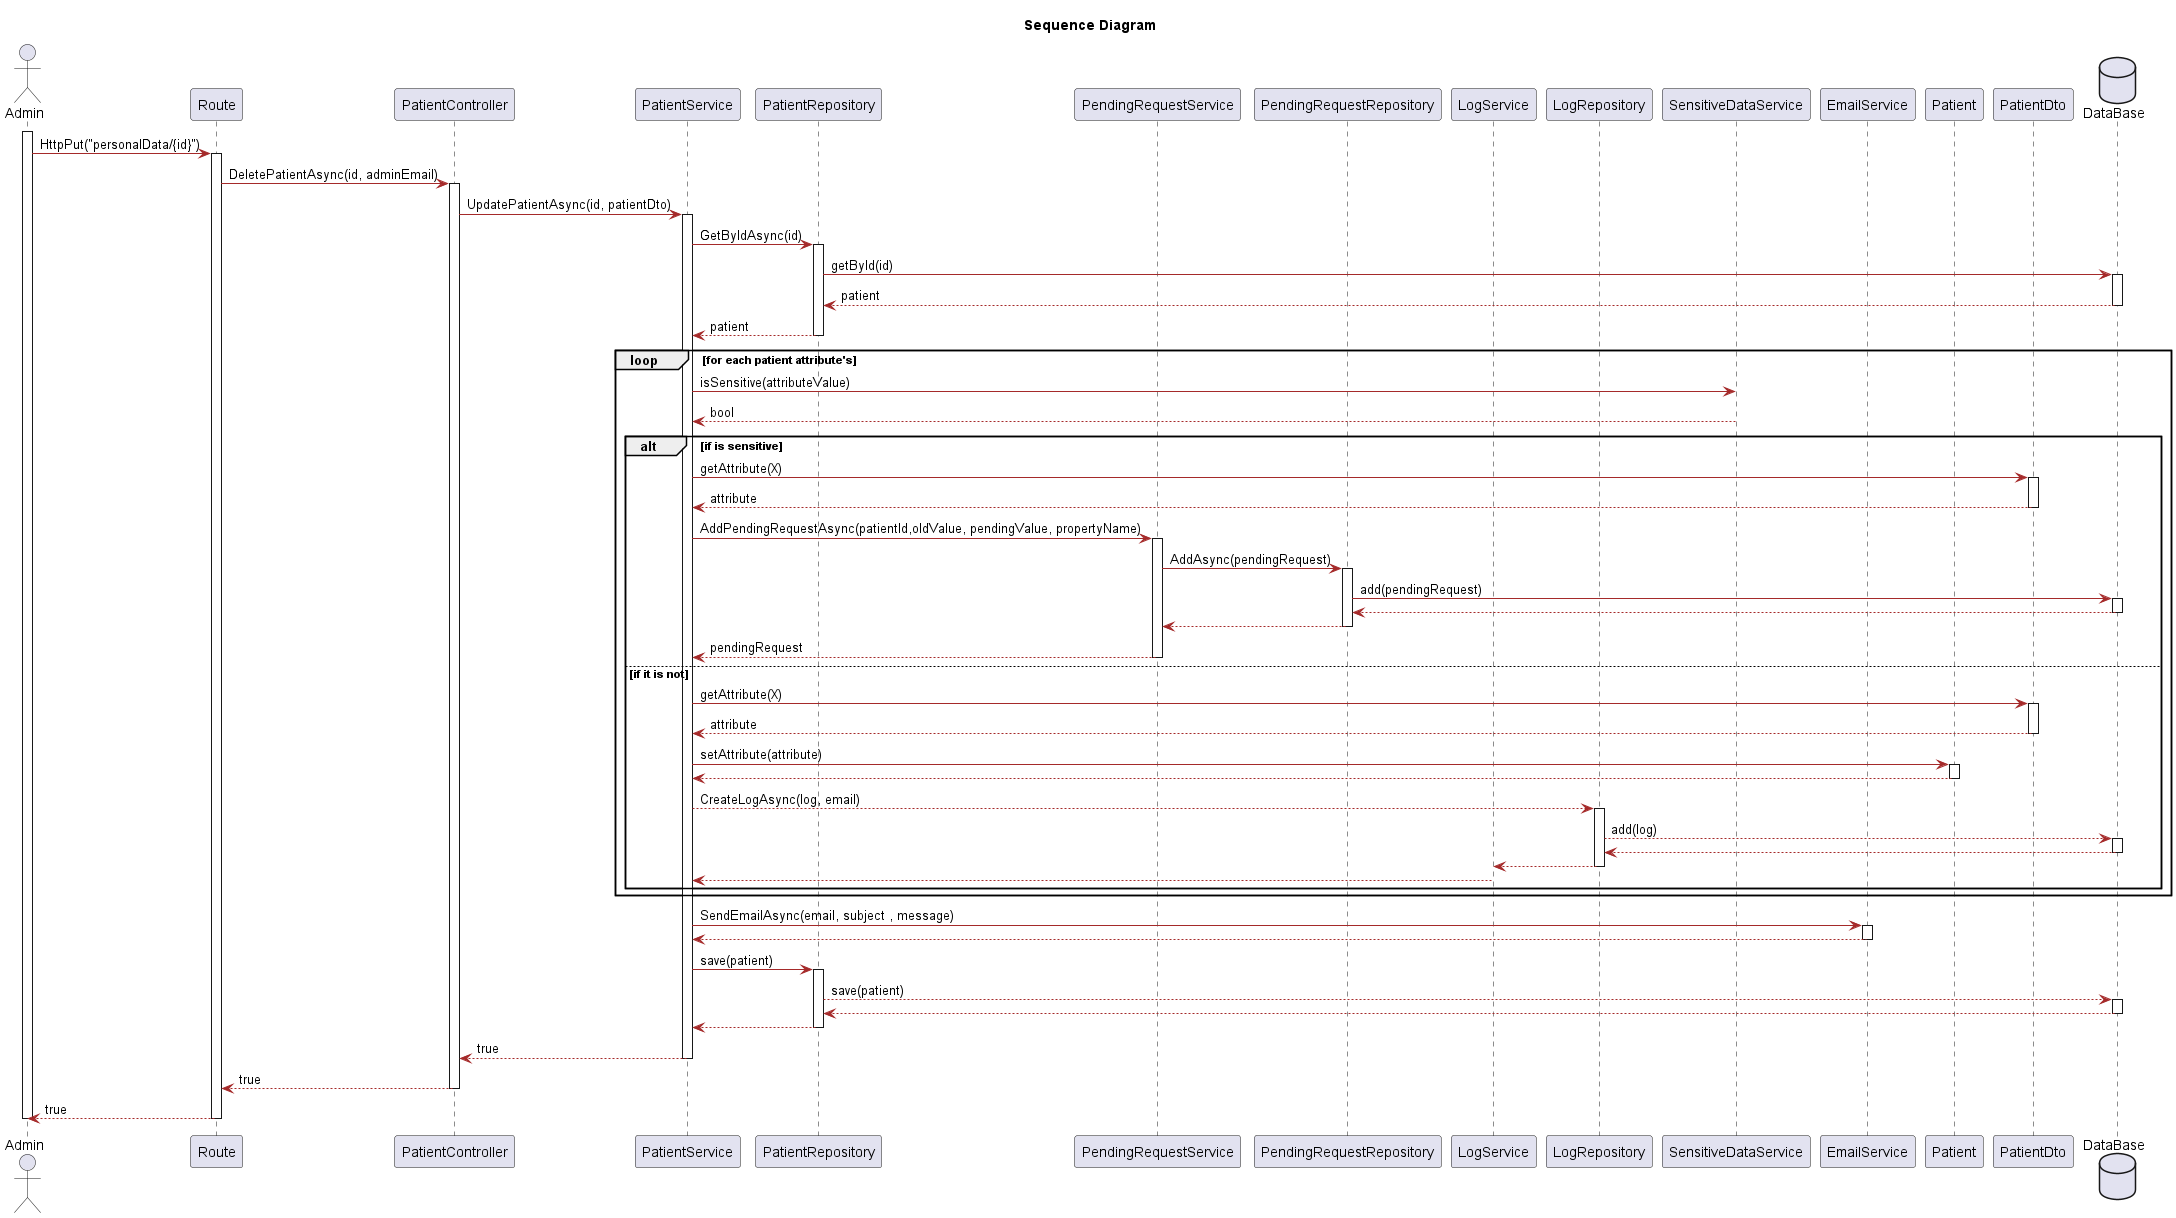 Sequence Diagram
Admin
Route
PatientController
PatientService
PatientRepository
PendingRequestService
PendingRequestRepository
LogService
LogRepository
SensitiveDataService
EmailService
Patient
PatientDto
DataBase
HttpPut("personalData/{id}")
DeletePatientAsync(id, adminEmail)
UpdatePatientAsync(id, patientDto)
GetByIdAsync(id)
getById(id)
patient
patient
loop [for each patient attribute's]
isSensitive(attributeValue)
bool
alt [if is sensitive]
getAttribute(X)
attribute
AddPendingRequestAsync(patientId,oldValue, pendingValue, propertyName)
AddAsync(pendingRequest)
add(pendingRequest)
pendingRequest
[if it is not]
getAttribute(X)
attribute
setAttribute(attribute)
CreateLogAsync(log, email)
add(log)
SendEmailAsync(email, subject , message)
save(patient)
save(patient)
true
true
true
Admin
Route
PatientController
PatientService
PatientRepository
PendingRequestService
PendingRequestRepository
LogService
LogRepository
SensitiveDataService
EmailService
Patient
PatientDto
DataBase